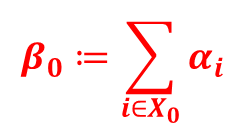 β₀ := ∑ i∈X₀ αᵢ